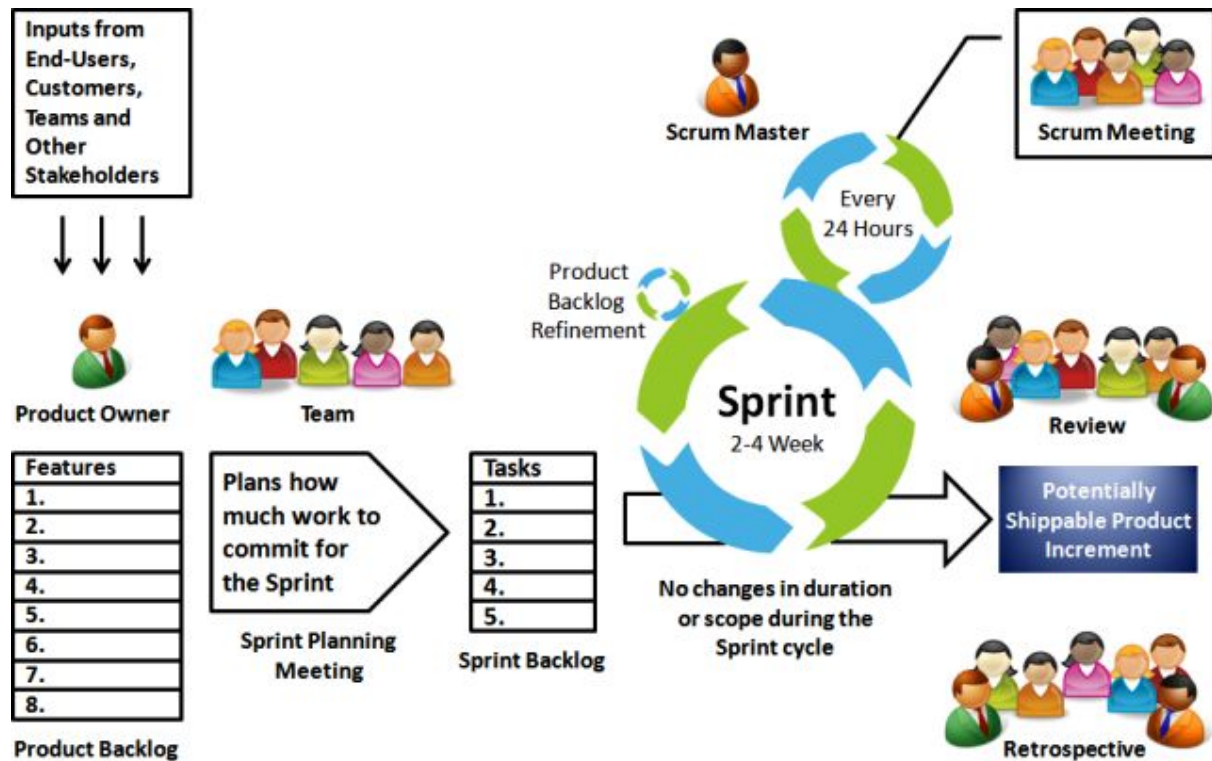 Inputs from
End-Users,
Customers,
Teams and
Other
Stakeholders
Product Owner
Team
Features
1.
2.
3.
4.
5.
6.
7.
8.
Product Backlog
Plans how
much work to
commit for
the Sprint
Sprint Planning
Meeting
Tasks
1.
2.
3.
4.
5.
Sprint Backlog
Scrum Master
Scrum Meeting
Every
24 Hours
Product
Backlog
Refinement
Sprint
2-4 Week
No changes in duration
or scope during the
Sprint cycle
Review
Potentially
Shippable Product
Increment
Retrospective